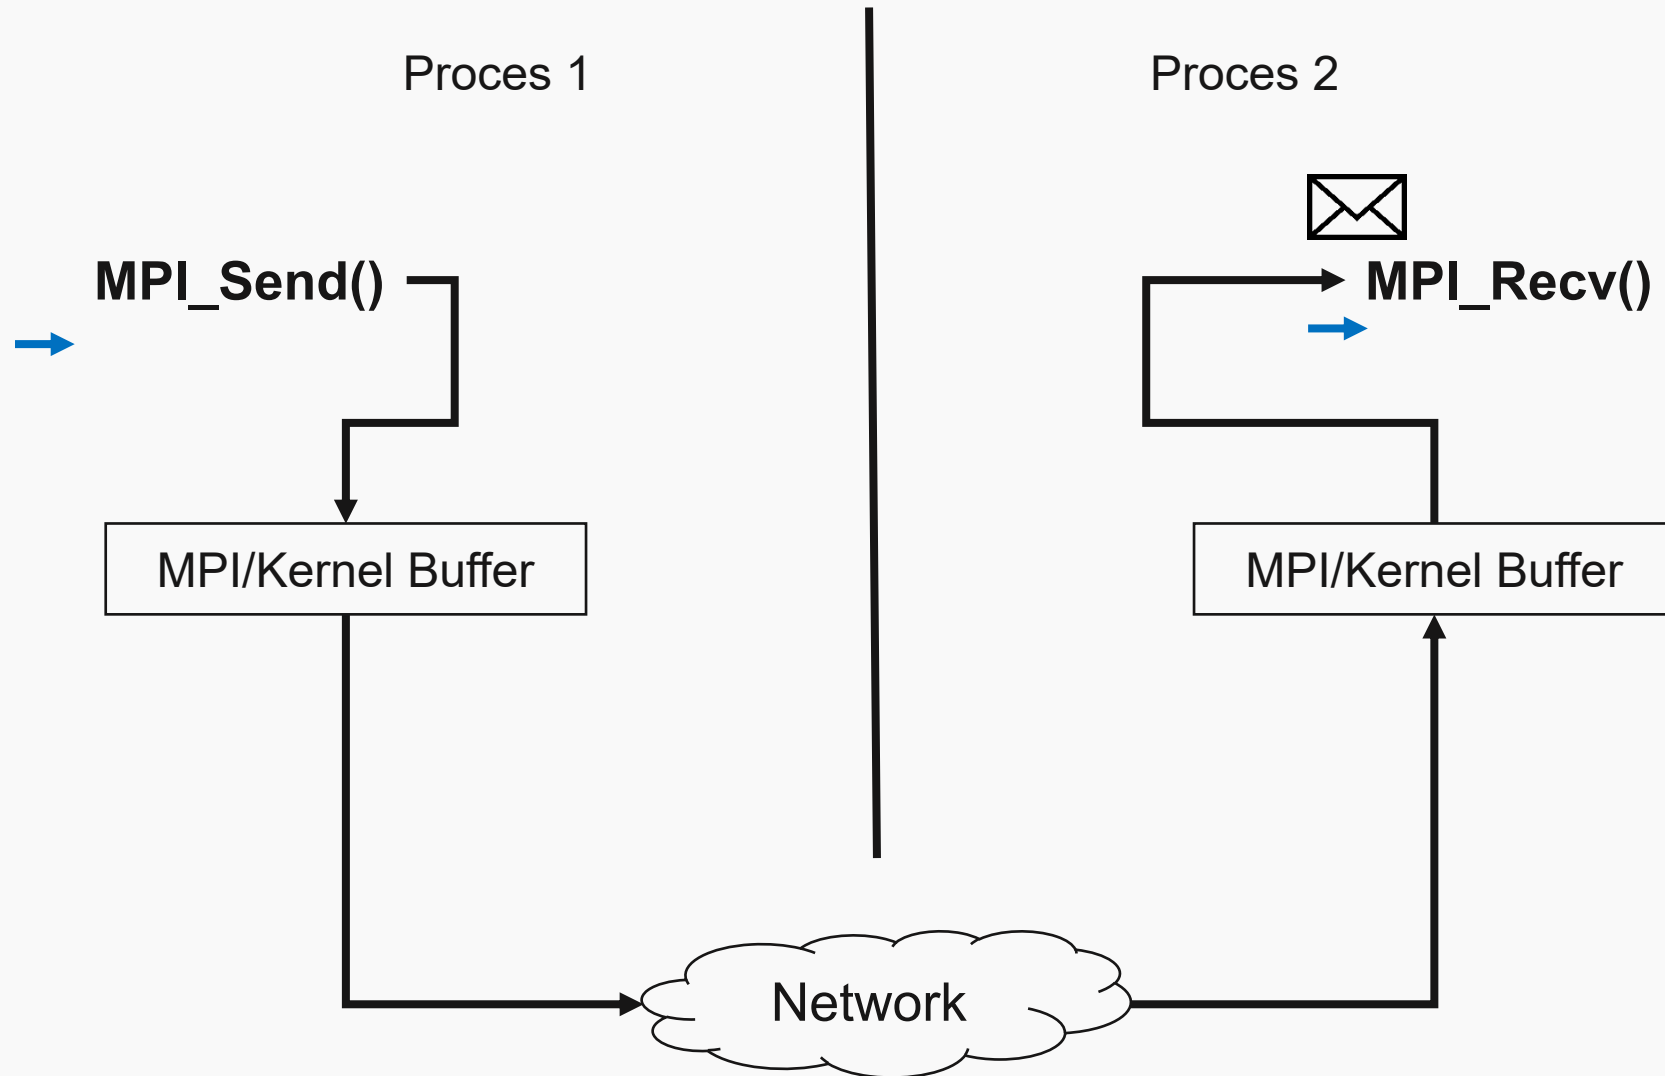 Proces 1
Proces 2
MPI_Send()
MPI_Recv()
MPI/Kernel Buffer
MPI/Kernel Buffer
Network